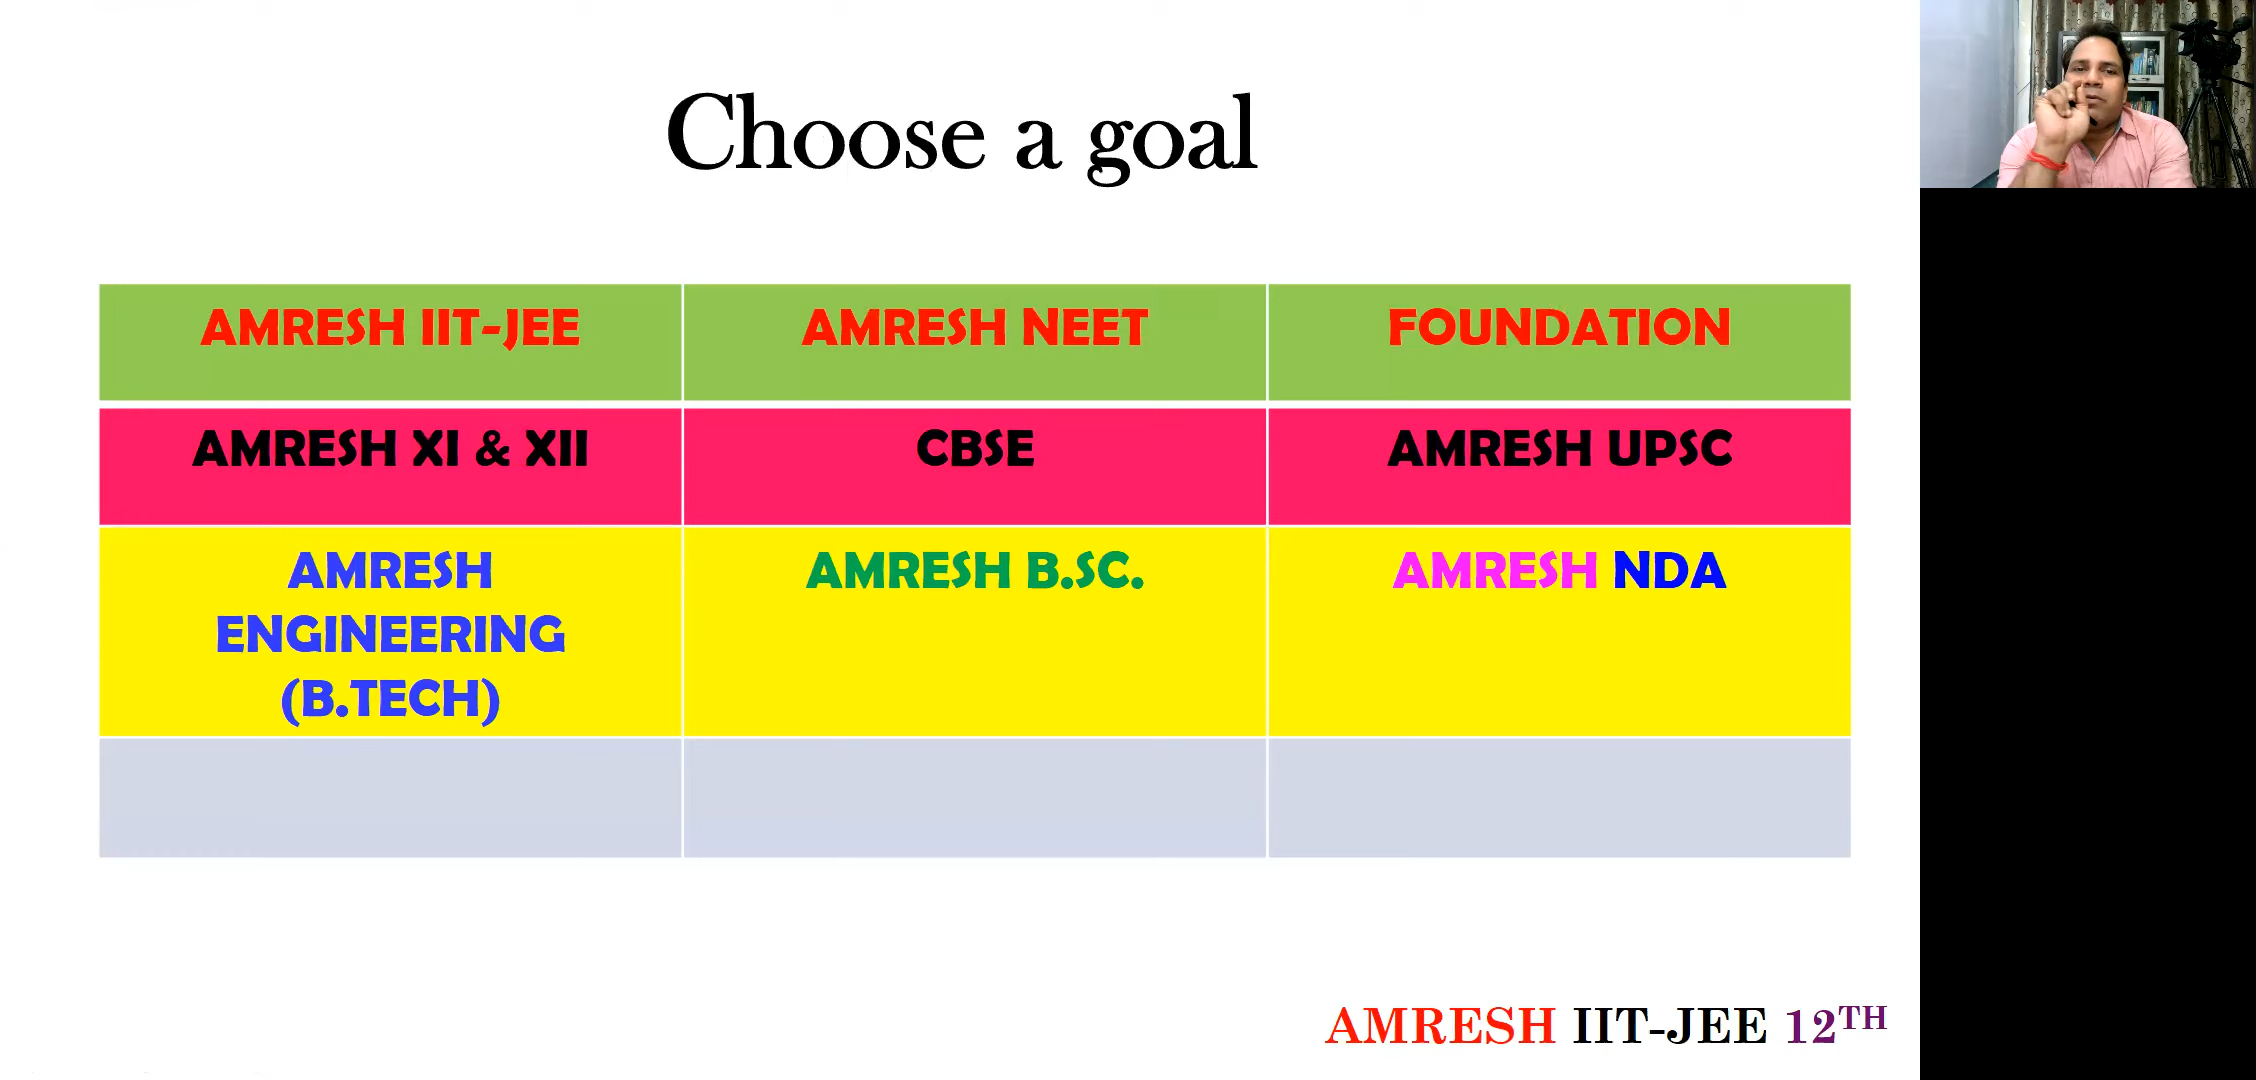 Choose a goal
AMRESH IIT-JEE
AMRESH NEET
FOUNDATION
AMRESH XI & XII
CBSE
AMRESH UPSC
AMRESH
ENGINEERING
(B.TECH)
AMRESH B.SC.
AMRESH NDA
AMRESH IIT-JEE 12TH